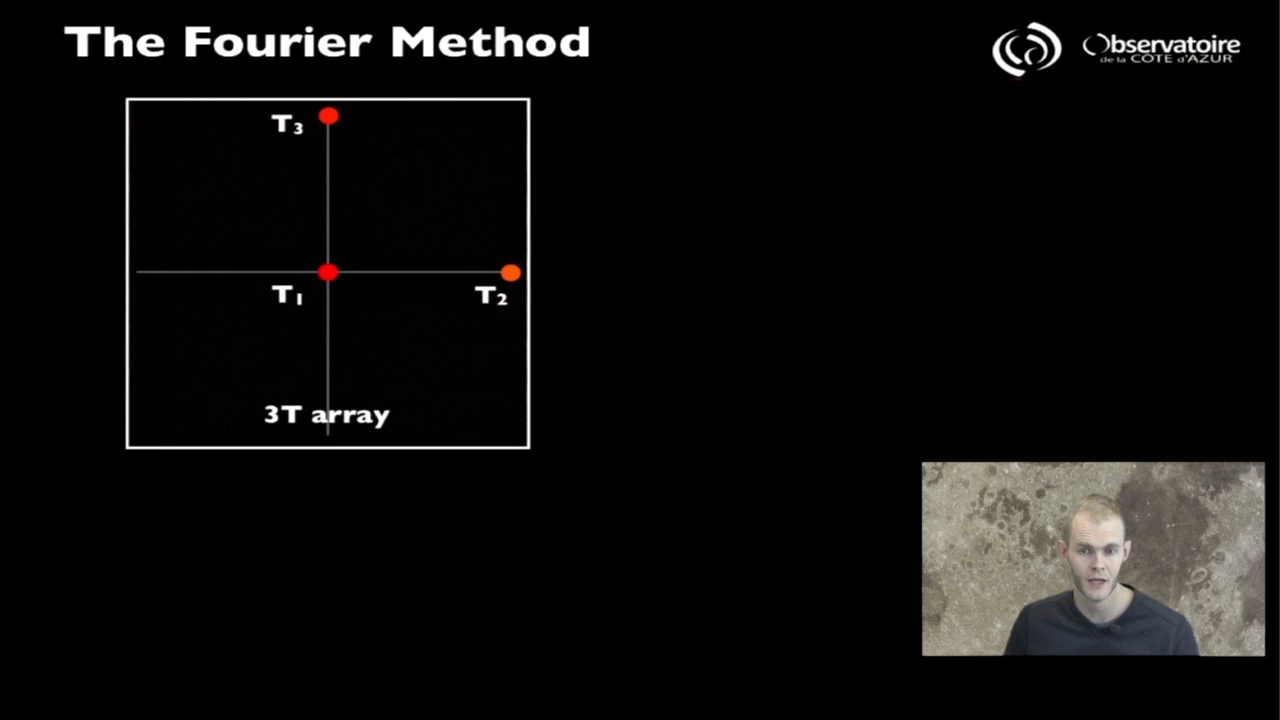 The Fourier Method
Observatoire
de la CÔTE d'AZUR
T₃
T₁
T₂
3T array